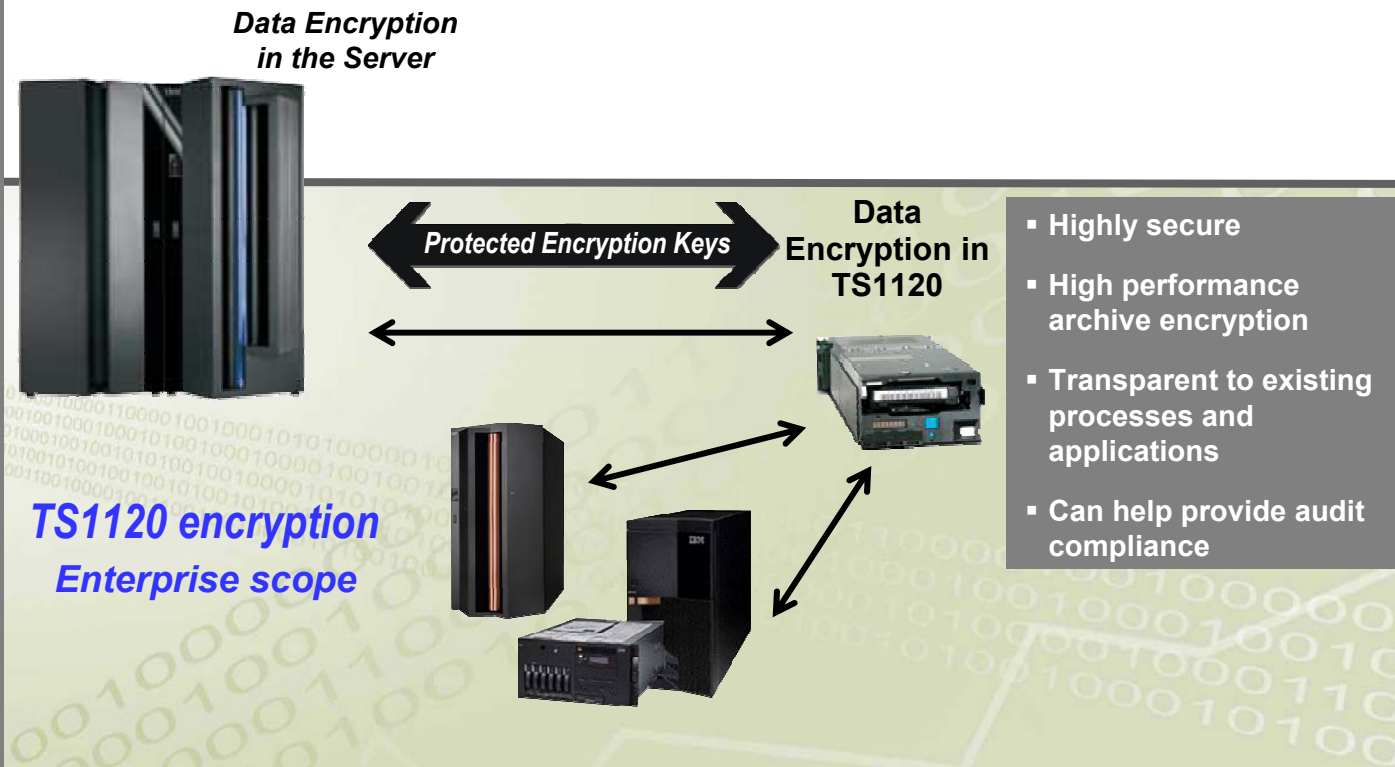 Data Encryption
in the Server
Protected Encryption Keys
Data
Encryption in
TS1120
▪ Highly secure
▪ High performance
archive encryption
▪ Transparent to existing
processes and
applications
▪ Can help provide audit
compliance
TS1120 encryption
Enterprise scope
IBM